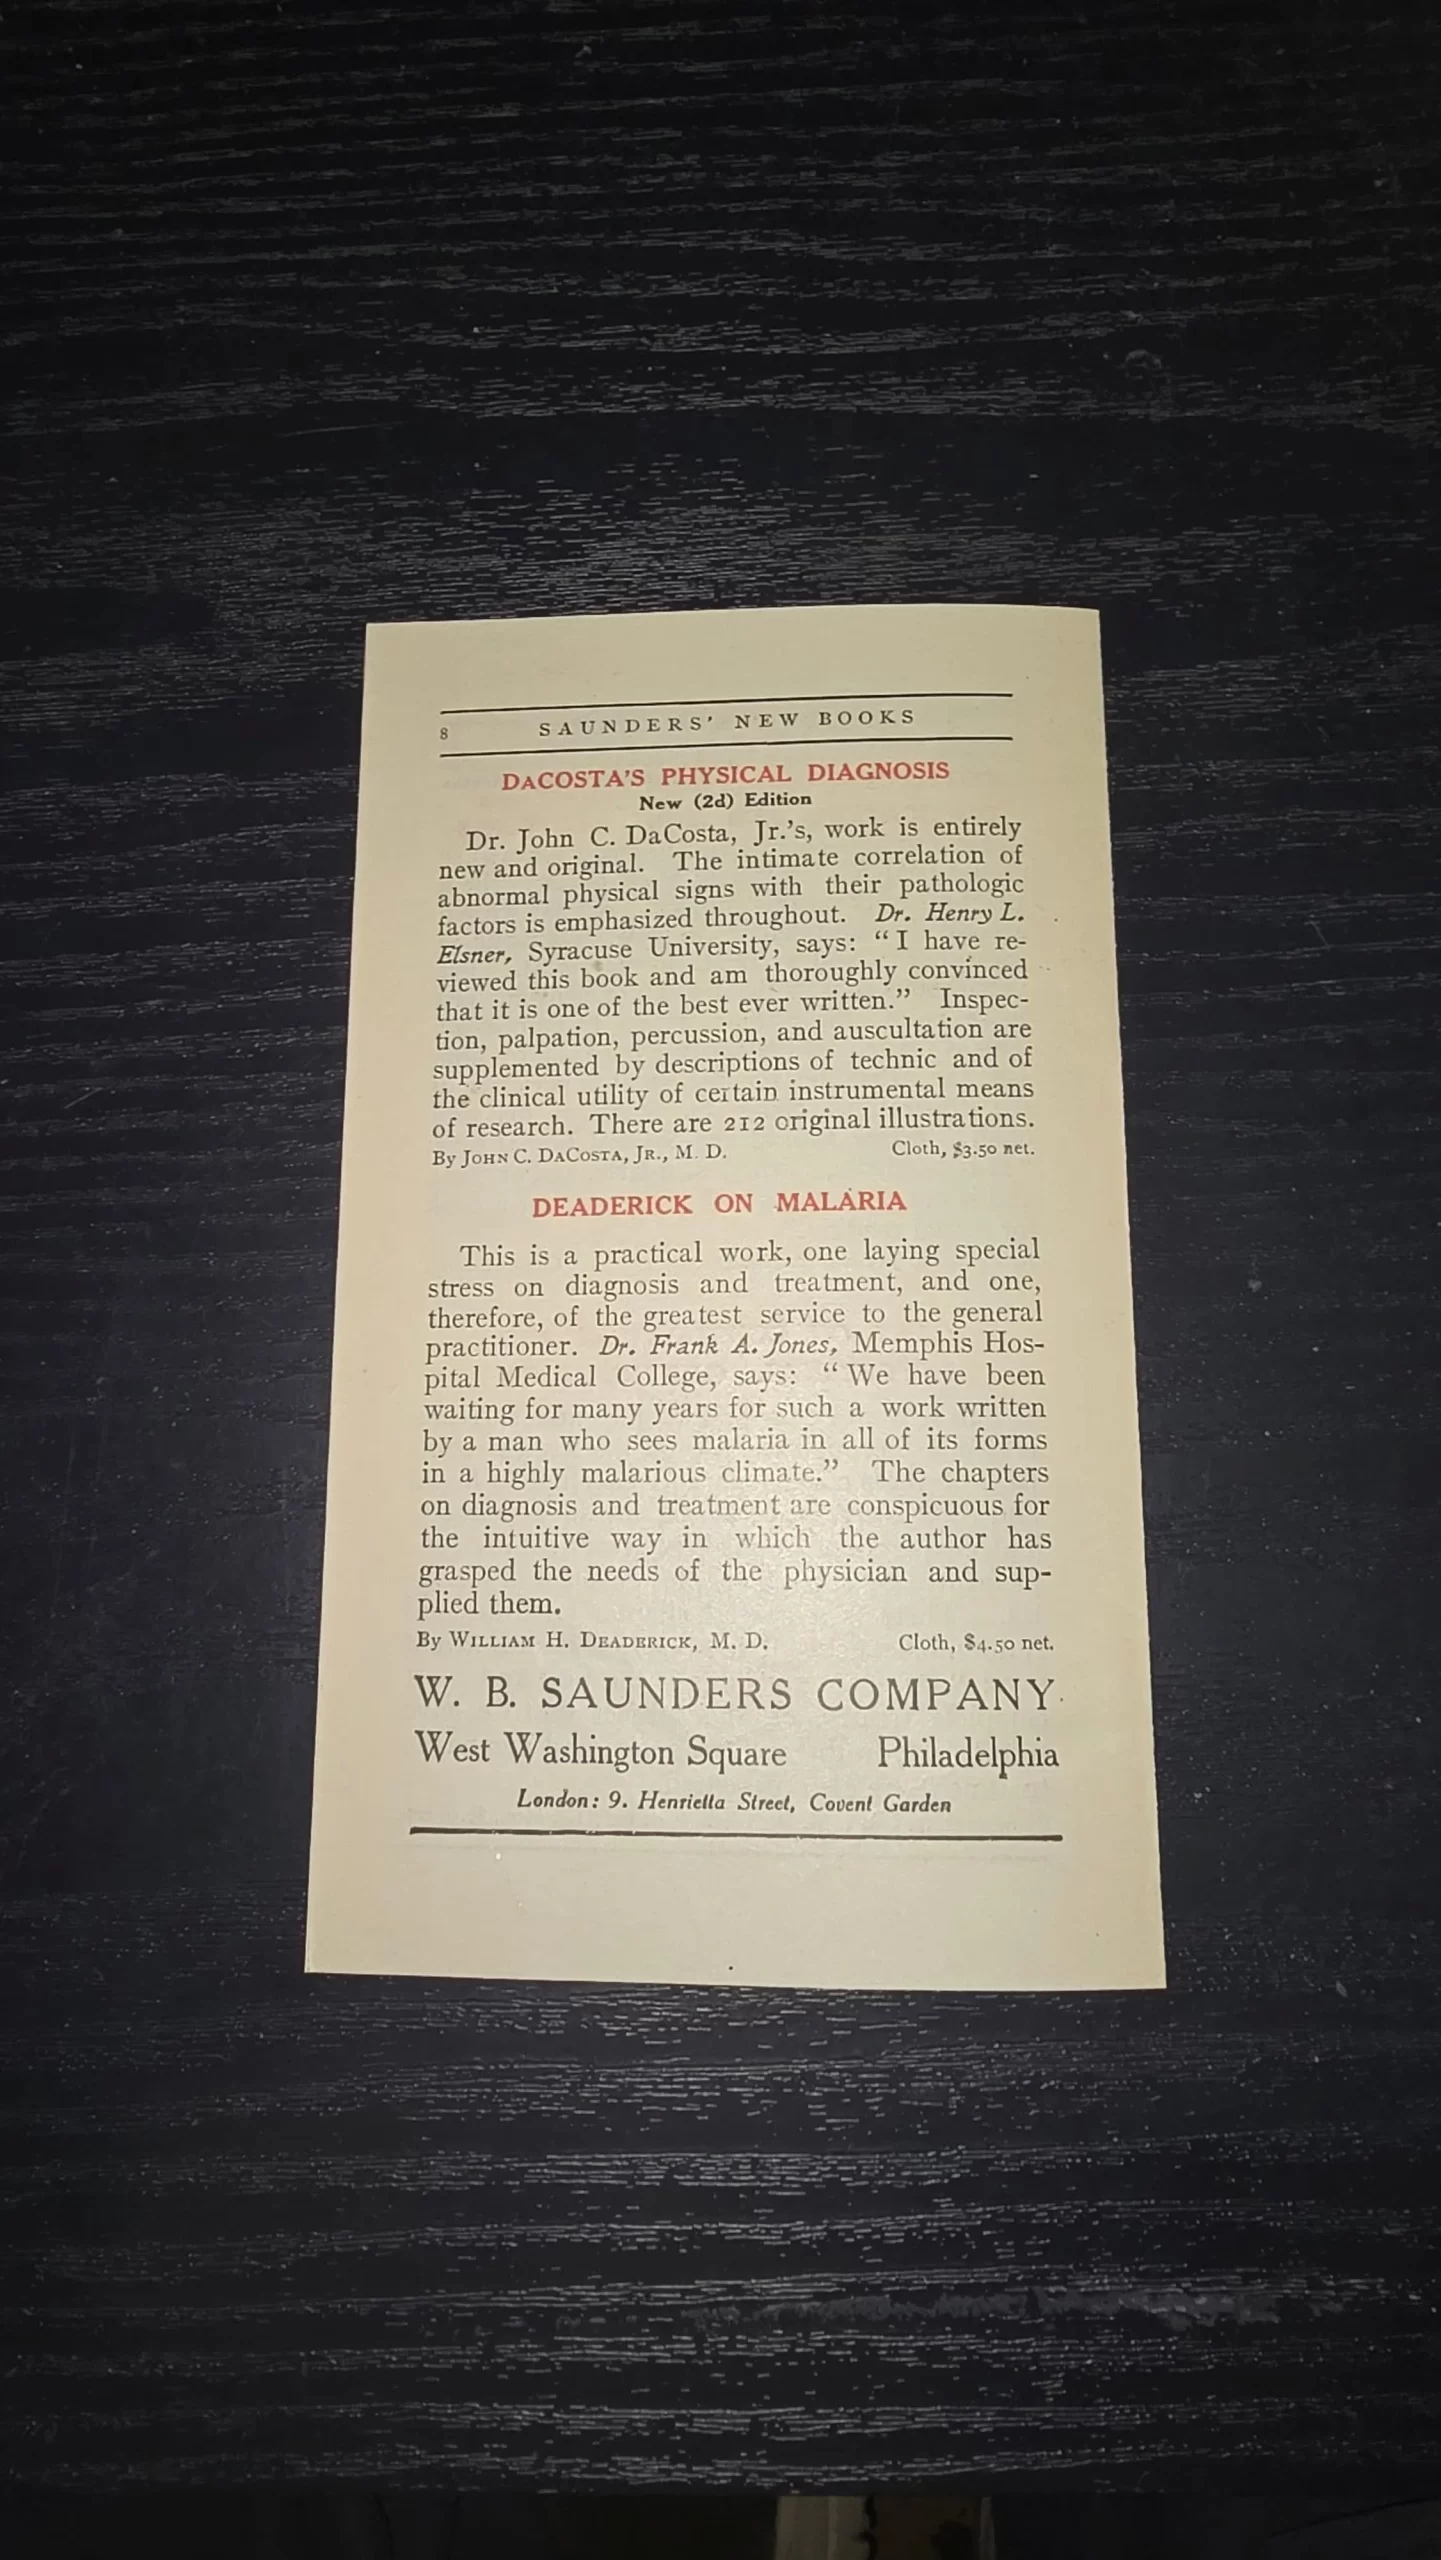 8 SAUNDERS' NEW BOOKS
DACOSTA'S PHYSICAL DIAGNOSIS
New (2d) Edition
Dr. John C. DaCosta, Jr.'s, work is entirely
new and original. The intimate correlation of
abnormal physical signs with their pathologic
factors is emphasized throughout. Dr. Henry L.
Elsner, Syracuse University, says: “I have re-
viewed this book and am thoroughly convinced
that it is one of the best ever written.” Inspec-
tion, palpation, percussion, and auscultation are
supplemented by descriptions of technic and of
the clinical utility of certain instrumental means
of research. There are 212 original illustrations.
By JOHN C. DACOSTA, JR., M. D. Cloth, $3.50 net.
DEADERICK ON MALARIA
This is a practical work, one laying special
stress on diagnosis and treatment, and one,
therefore, of the greatest service to the general
practitioner. Dr. Frank A. Jones, Memphis Hos-
pital Medical College, says: “We have been
waiting for many years for such a work written
by a man who sees malaria in all of its forms
in a highly malarious climate.” The chapters
on diagnosis and treatment are conspicuous for
the intuitive way in which the author has
grasped the needs of the physician and sup-
plied them.
By WILLIAM H. DEADERICK, M. D. Cloth, $4.50 net.
W. B. SAUNDERS COMPANY
West Washington Square Philadelphia
London: 9. Henrietta Street, Covent Garden